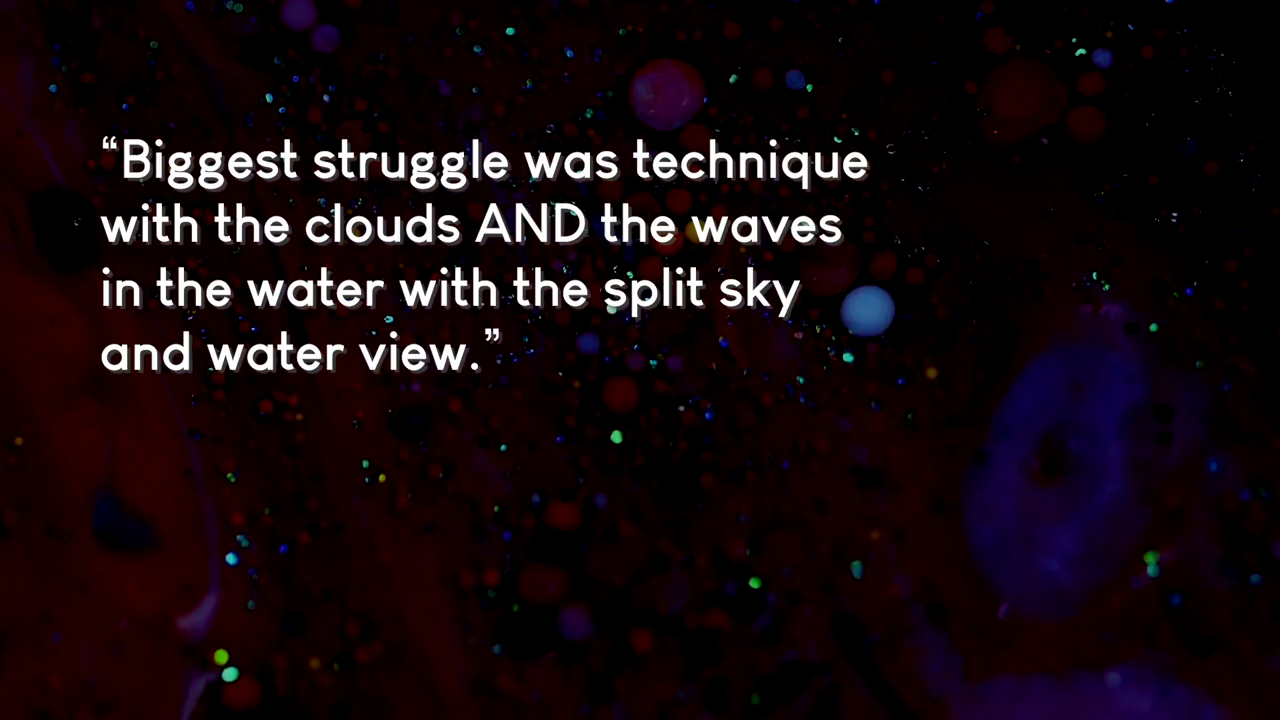 “Biggest struggle was technique
with the clouds AND the waves
in the water with the split sky
and water view.”